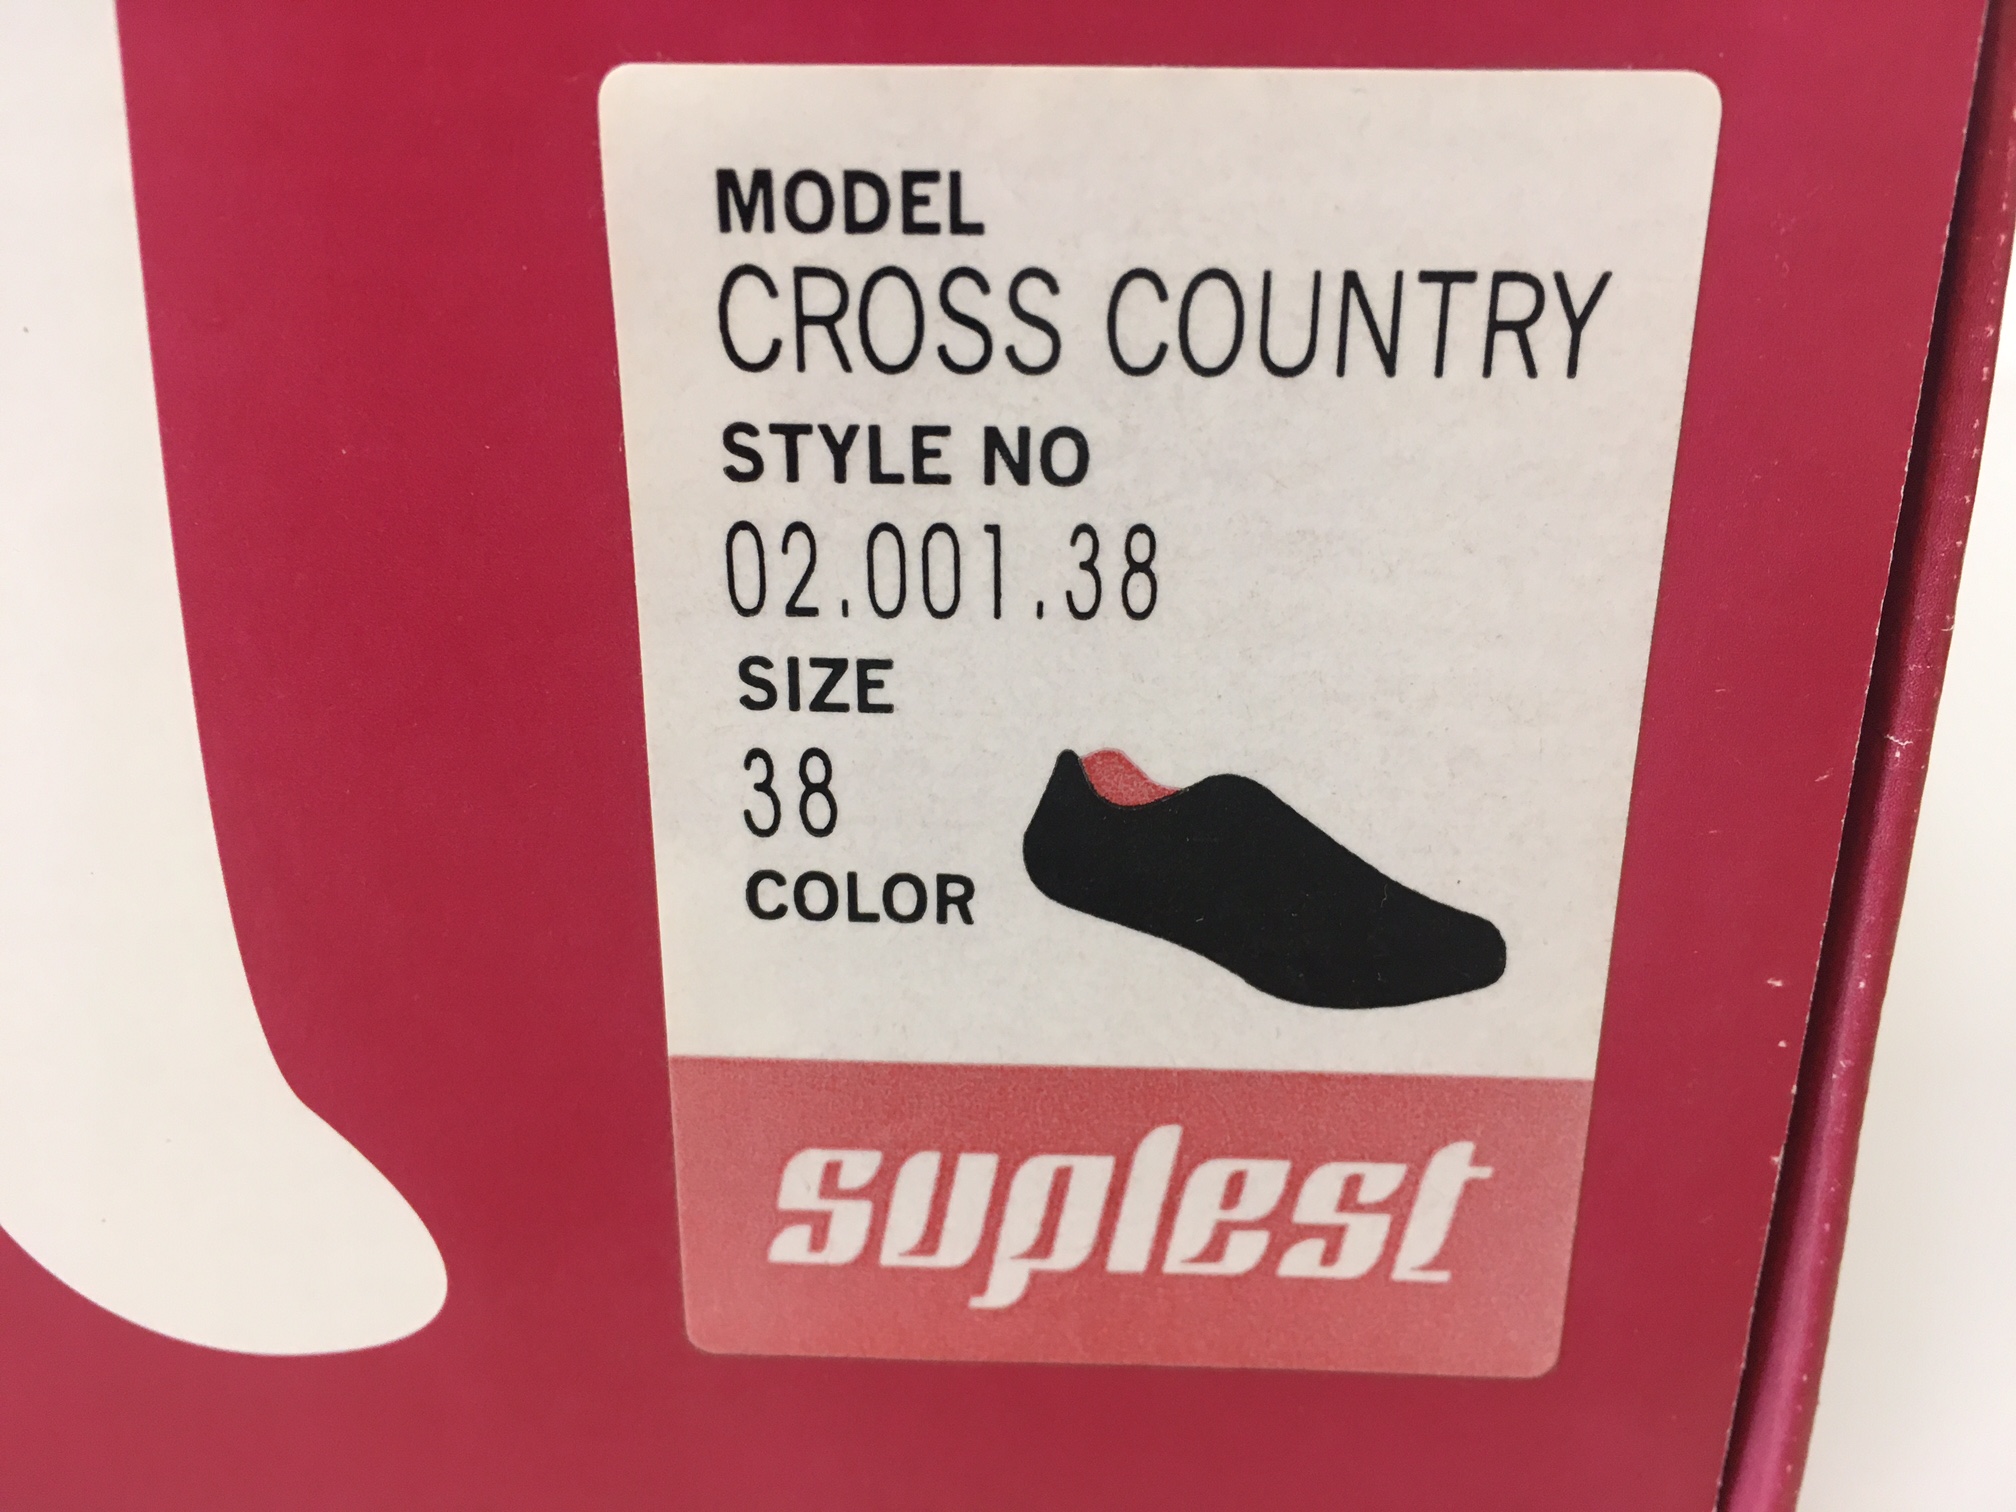 MODEL
CROSS COUNTRY
STYLE NO
02.001.38
SIZE
38
COLOR
suplest